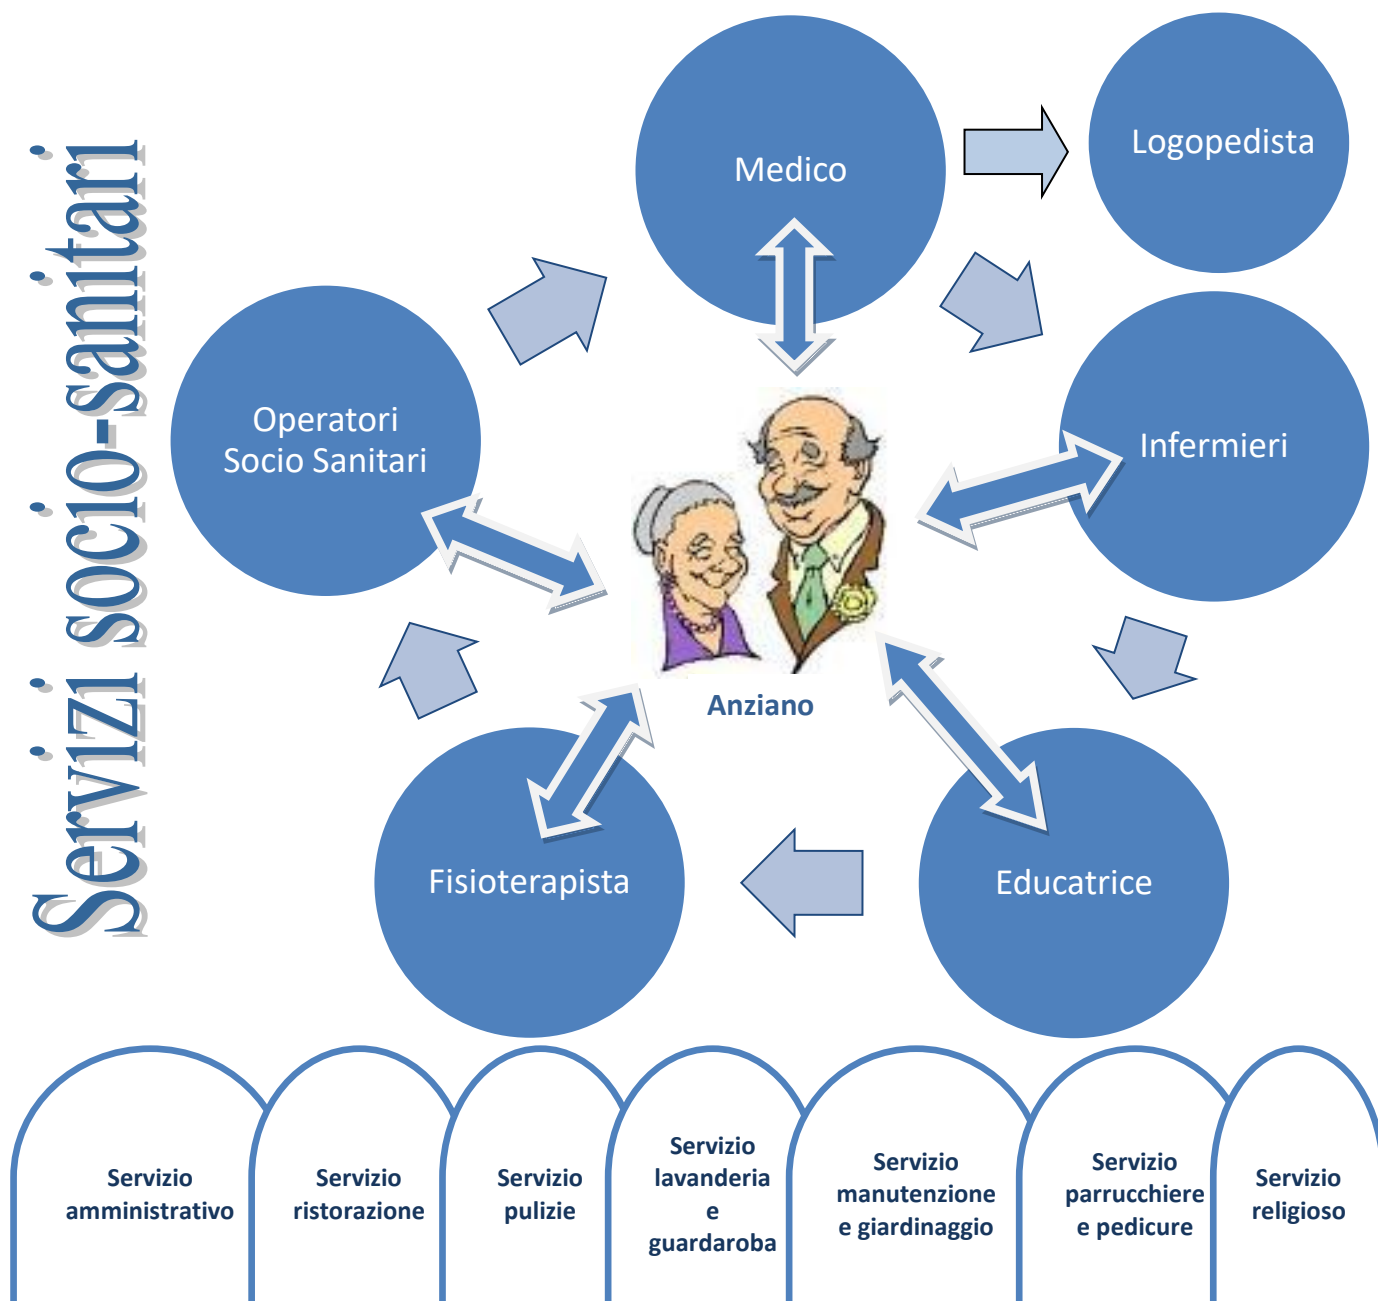 Servizi socio-sanitari
Medico
Logopedista
Operatori
Socio Sanitari
Infermieri
Anziano
Fisioterapista
Educatrice
Servizio
amministrativo
Servizio
ristorazione
Servizio
pulizie
Servizio
lavanderia
e
guardaroba
Servizio
manutenzione
e giardinaggio
Servizio
parrucchiere
e pedicure
Servizio
religioso